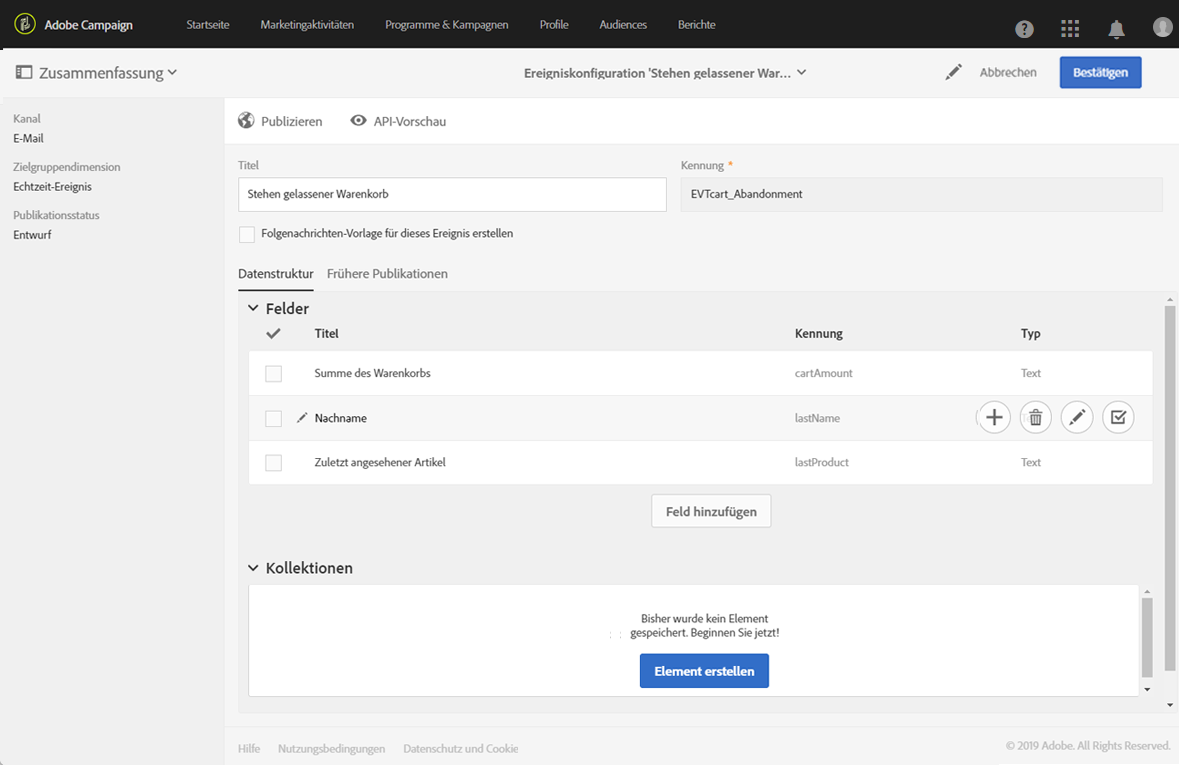 Adobe Campaign Startseite Marketingaktivitäten Programme & Kampagnen Profile Audiences Berichte
Zusammenfassung Ereigniskonfiguration 'Stehen gelassener War... Abbrechen Bestätigen
Kanal
E-Mail
Zielgruppendimension
Echtzeit-Ereignis
Publikationsstatus
Entwurf
Publizieren API-Vorschau
Titel Kennung *
Stehen gelassener Warenkorb EVTcart_Abandonment
Folgenachrichten-Vorlage für dieses Ereignis erstellen
Datenstruktur Frühere Publikationen
Felder
Titel Kennung Typ
Summe des Warenkorbs cartAmount Text
Nachname lastName
Zuletzt angesehener Artikel lastProduct Text
Feld hinzufügen
Kollektionen
Bisher wurde kein Element
gespeichert. Beginnen Sie jetzt!
Element erstellen
Hilfe Nutzungsbedingungen Datenschutz und Cookie © 2019 Adobe. All Rights Reserved.